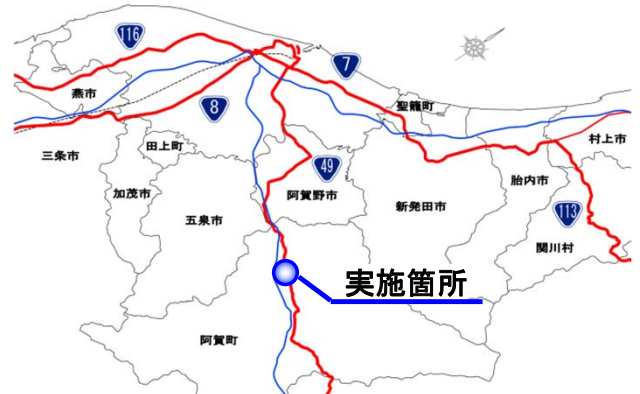 116
7
燕市
8
聖籠町
三条市
田上町
49
村上市
加茂市
五泉市
阿賀野市
新発田市
胎内市
113
関川村
実施箇所
阿賀町